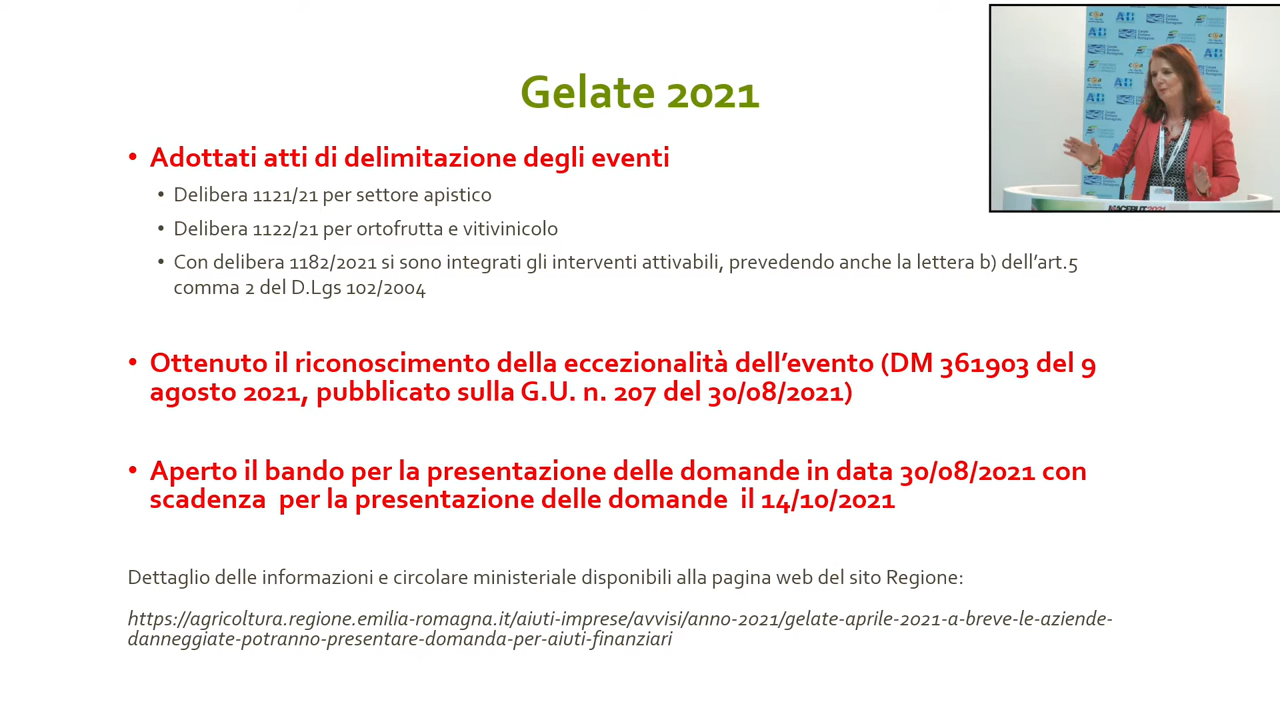 Gelate 2021
• Adottati atti di delimitazione degli eventi
• Delibera 1121/21 per settore apistico
• Delibera 1122/21 per ortofrutta e vitivinicolo
• Con delibera 1182/2021 si sono integrati gli interventi attivabili, prevedendo anche la lettera b) dell'art.5
comma 2 del D.Lgs 102/2004
• Ottenuto il riconoscimento della eccezionalità dell'evento (DM 361903 del 9
agosto 2021, pubblicato sulla G.U. n. 207 del 30/08/2021)
• Aperto il bando per la presentazione delle domande in data 30/08/2021 con
scadenza per la presentazione delle domande il 14/10/2021
Dettaglio delle informazioni e circolare ministeriale disponibili alla pagina web del sito Regione:
https://agricoltura.regione.emilia-romagna.it/aiuti-imprese/avvisi/anno-2021/gelate-aprile-2021-a-breve-le-aziende-
danneggiate-potranno-presentare-domanda-per-aiuti-finanziari
MACFRUT 2021